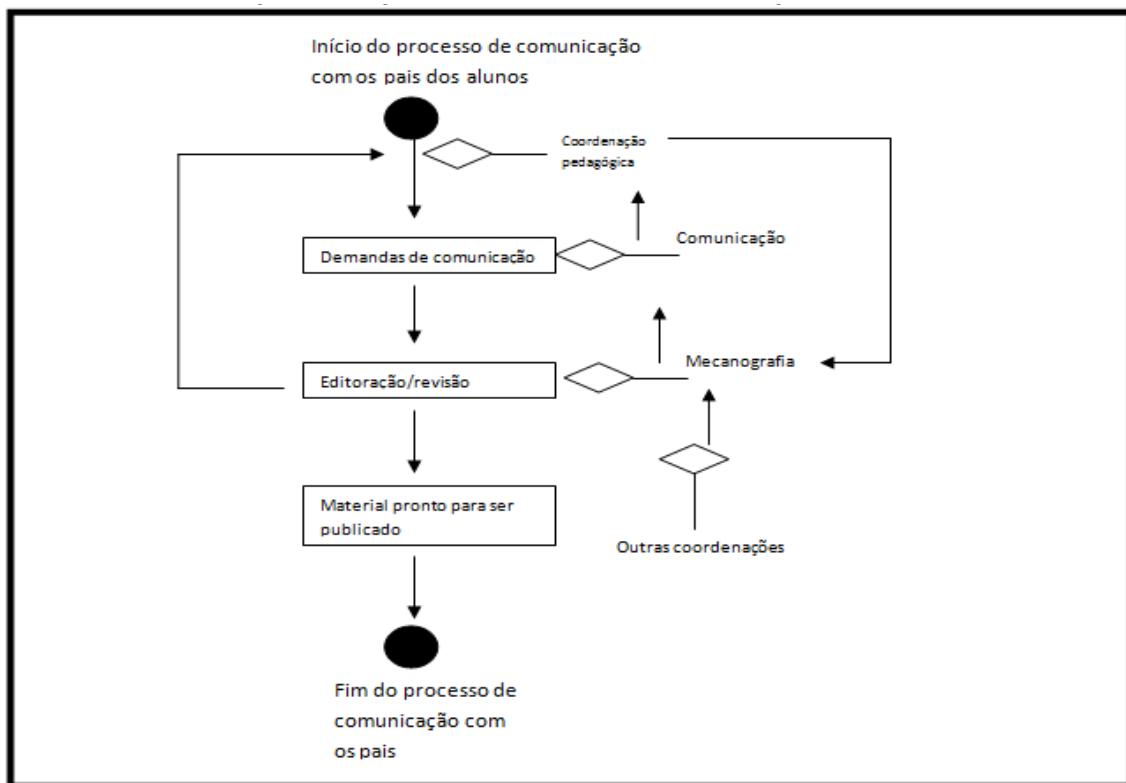 Início do processo de comunicação
com os pais dos alunos
Coordenação
pedagógica
Comunicação
Demandas de comunicação
Mecanografia
Editoração/revisão
Material pronto para ser
publicado
Outras coordenações
Fim do processo de
comunicação com
os pais